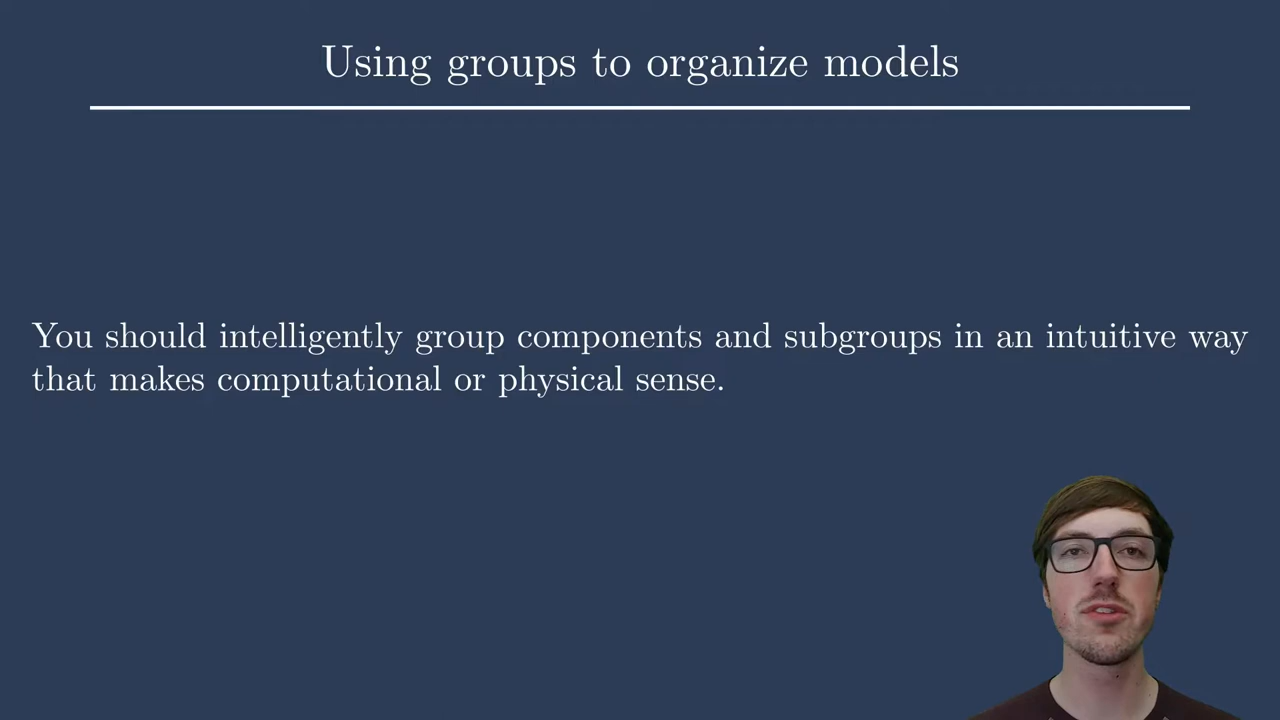 Using groups to organize models
You should intelligently group components and subgroups in an intuitive way
that makes computational or physical sense.